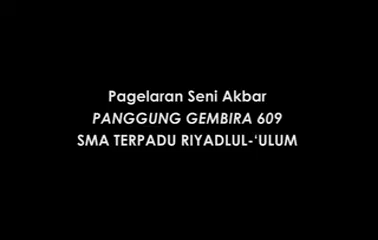 Pagelaran Seni Akbar
PANGGUNG GEMBIRA 609
SMA TERPADU RIYADLUL-‘ULUM